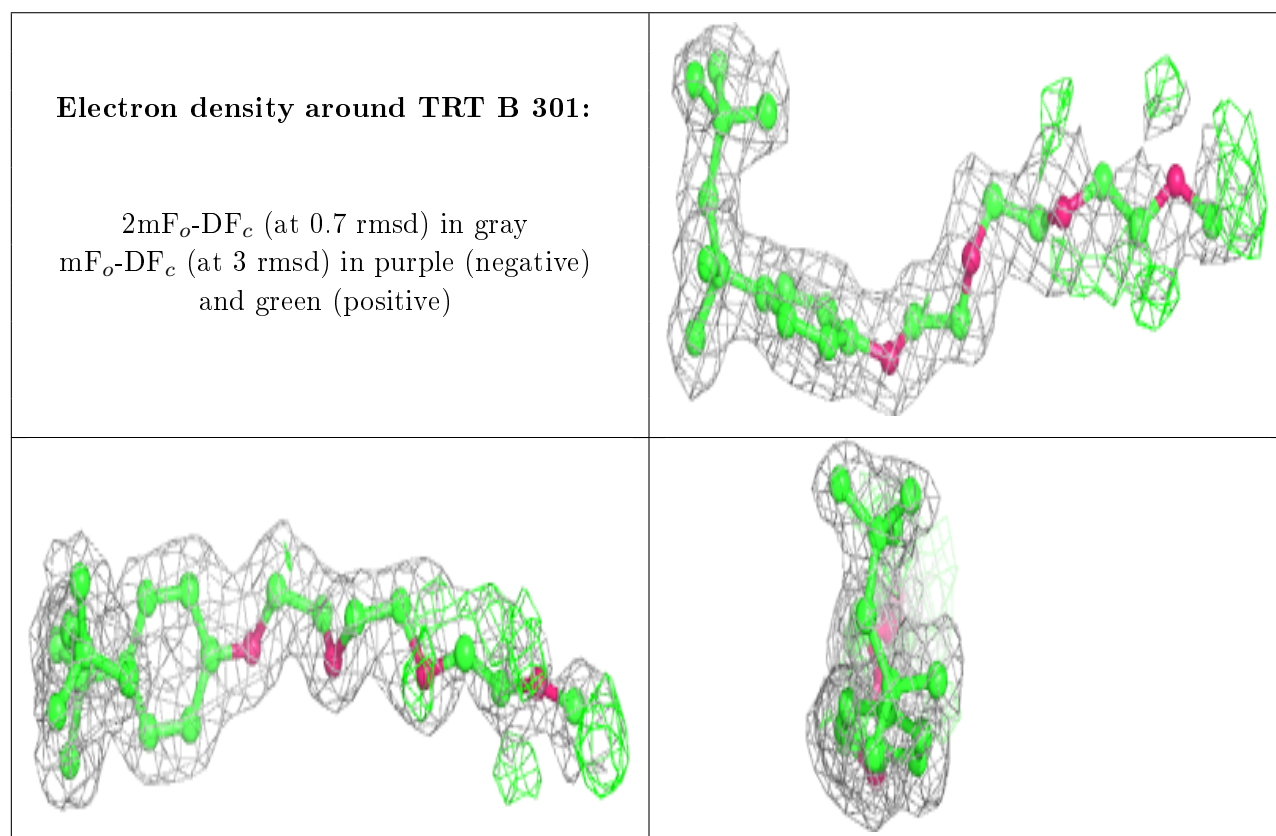 Electron density around TRT B 301:
2mFo-DFc (at 0.7 rmsd) in gray
mFo-DFc (at 3 rmsd) in purple (negative)
and green (positive)